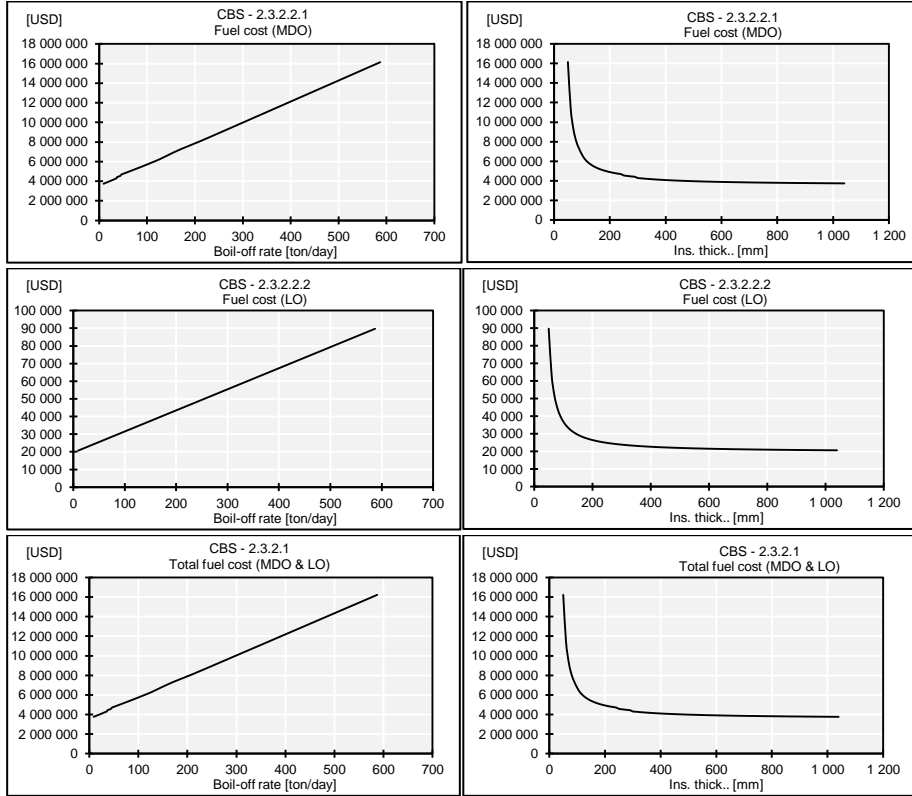 [USD]
CBS - 2.3.2.2.1
Fuel cost (MDO)
18 000 000
16 000 000
14 000 000
12 000 000
10 000 000
8 000 000
6 000 000
4 000 000
2 000 000
0
0 100 200 300 400 500 600 700
Boil-off rate [ton/day]
[USD]
CBS - 2.3.2.2.1
Fuel cost (MDO)
18 000 000
16 000 000
14 000 000
12 000 000
10 000 000
8 000 000
6 000 000
4 000 000
2 000 000
0
0 200 400 600 800 1 000 1 200
Ins. thick.. [mm]
[USD]
CBS - 2.3.2.2.2
Fuel cost (LO)
100 000
90 000
80 000
70 000
60 000
50 000
40 000
30 000
20 000
10 000
0
0 100 200 300 400 500 600 700
Boil-off rate [ton/day]
[USD]
CBS - 2.3.2.2.2
Fuel cost (LO)
100 000
90 000
80 000
70 000
60 000
50 000
40 000
30 000
20 000
10 000
0
0 200 400 600 800 1 000 1 200
Ins. thick.. [mm]
[USD]
CBS - 2.3.2.1
Total fuel cost (MDO & LO)
18 000 000
16 000 000
14 000 000
12 000 000
10 000 000
8 000 000
6 000 000
4 000 000
2 000 000
0
0 100 200 300 400 500 600 700
Boil-off rate [ton/day]
[USD]
CBS - 2.3.2.1
Total fuel cost (MDO & LO)
18 000 000
16 000 000
14 000 000
12 000 000
10 000 000
8 000 000
6 000 000
4 000 000
2 000 000
0
0 200 400 600 800 1 000 1 200
Ins. thick.. [mm]